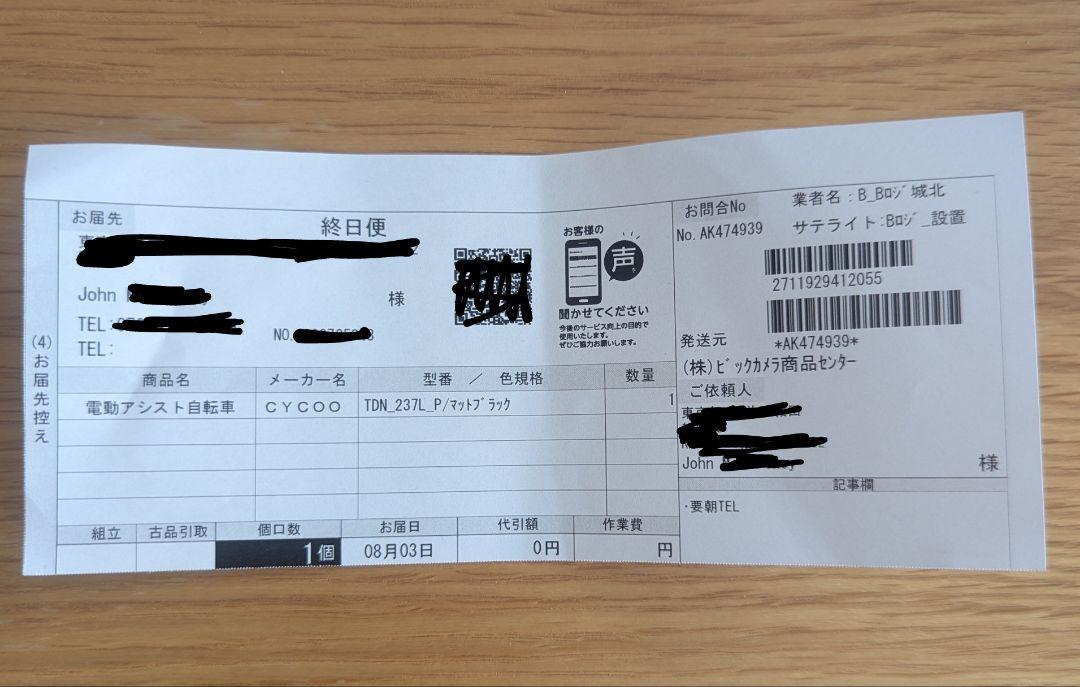 (4)お届先控え
お届先
終日便
John
様
TEL:
NO.
TEL:
お客様の
声
聞かせてください
今後のサービス向上の目的で
使用いたします。
ぜひご協力お願いします。
商品名 メーカー名 型番 / 色規格 数量
電動アシスト自転車 CYCOO TDN_237L_P/マットブラック 1
組立 古品引取 個口数 お届日 代引額 作業費
1個 08月03日 0円 円
お問合No 業者名:B_Bロジ城北
No.AK474939 サテライト:Bロジ_設置
2711929412055
*AK474939*
発送元
(株)ビックカメラ商品センター
ご依頼人
John
様
記事欄
・要朝TEL